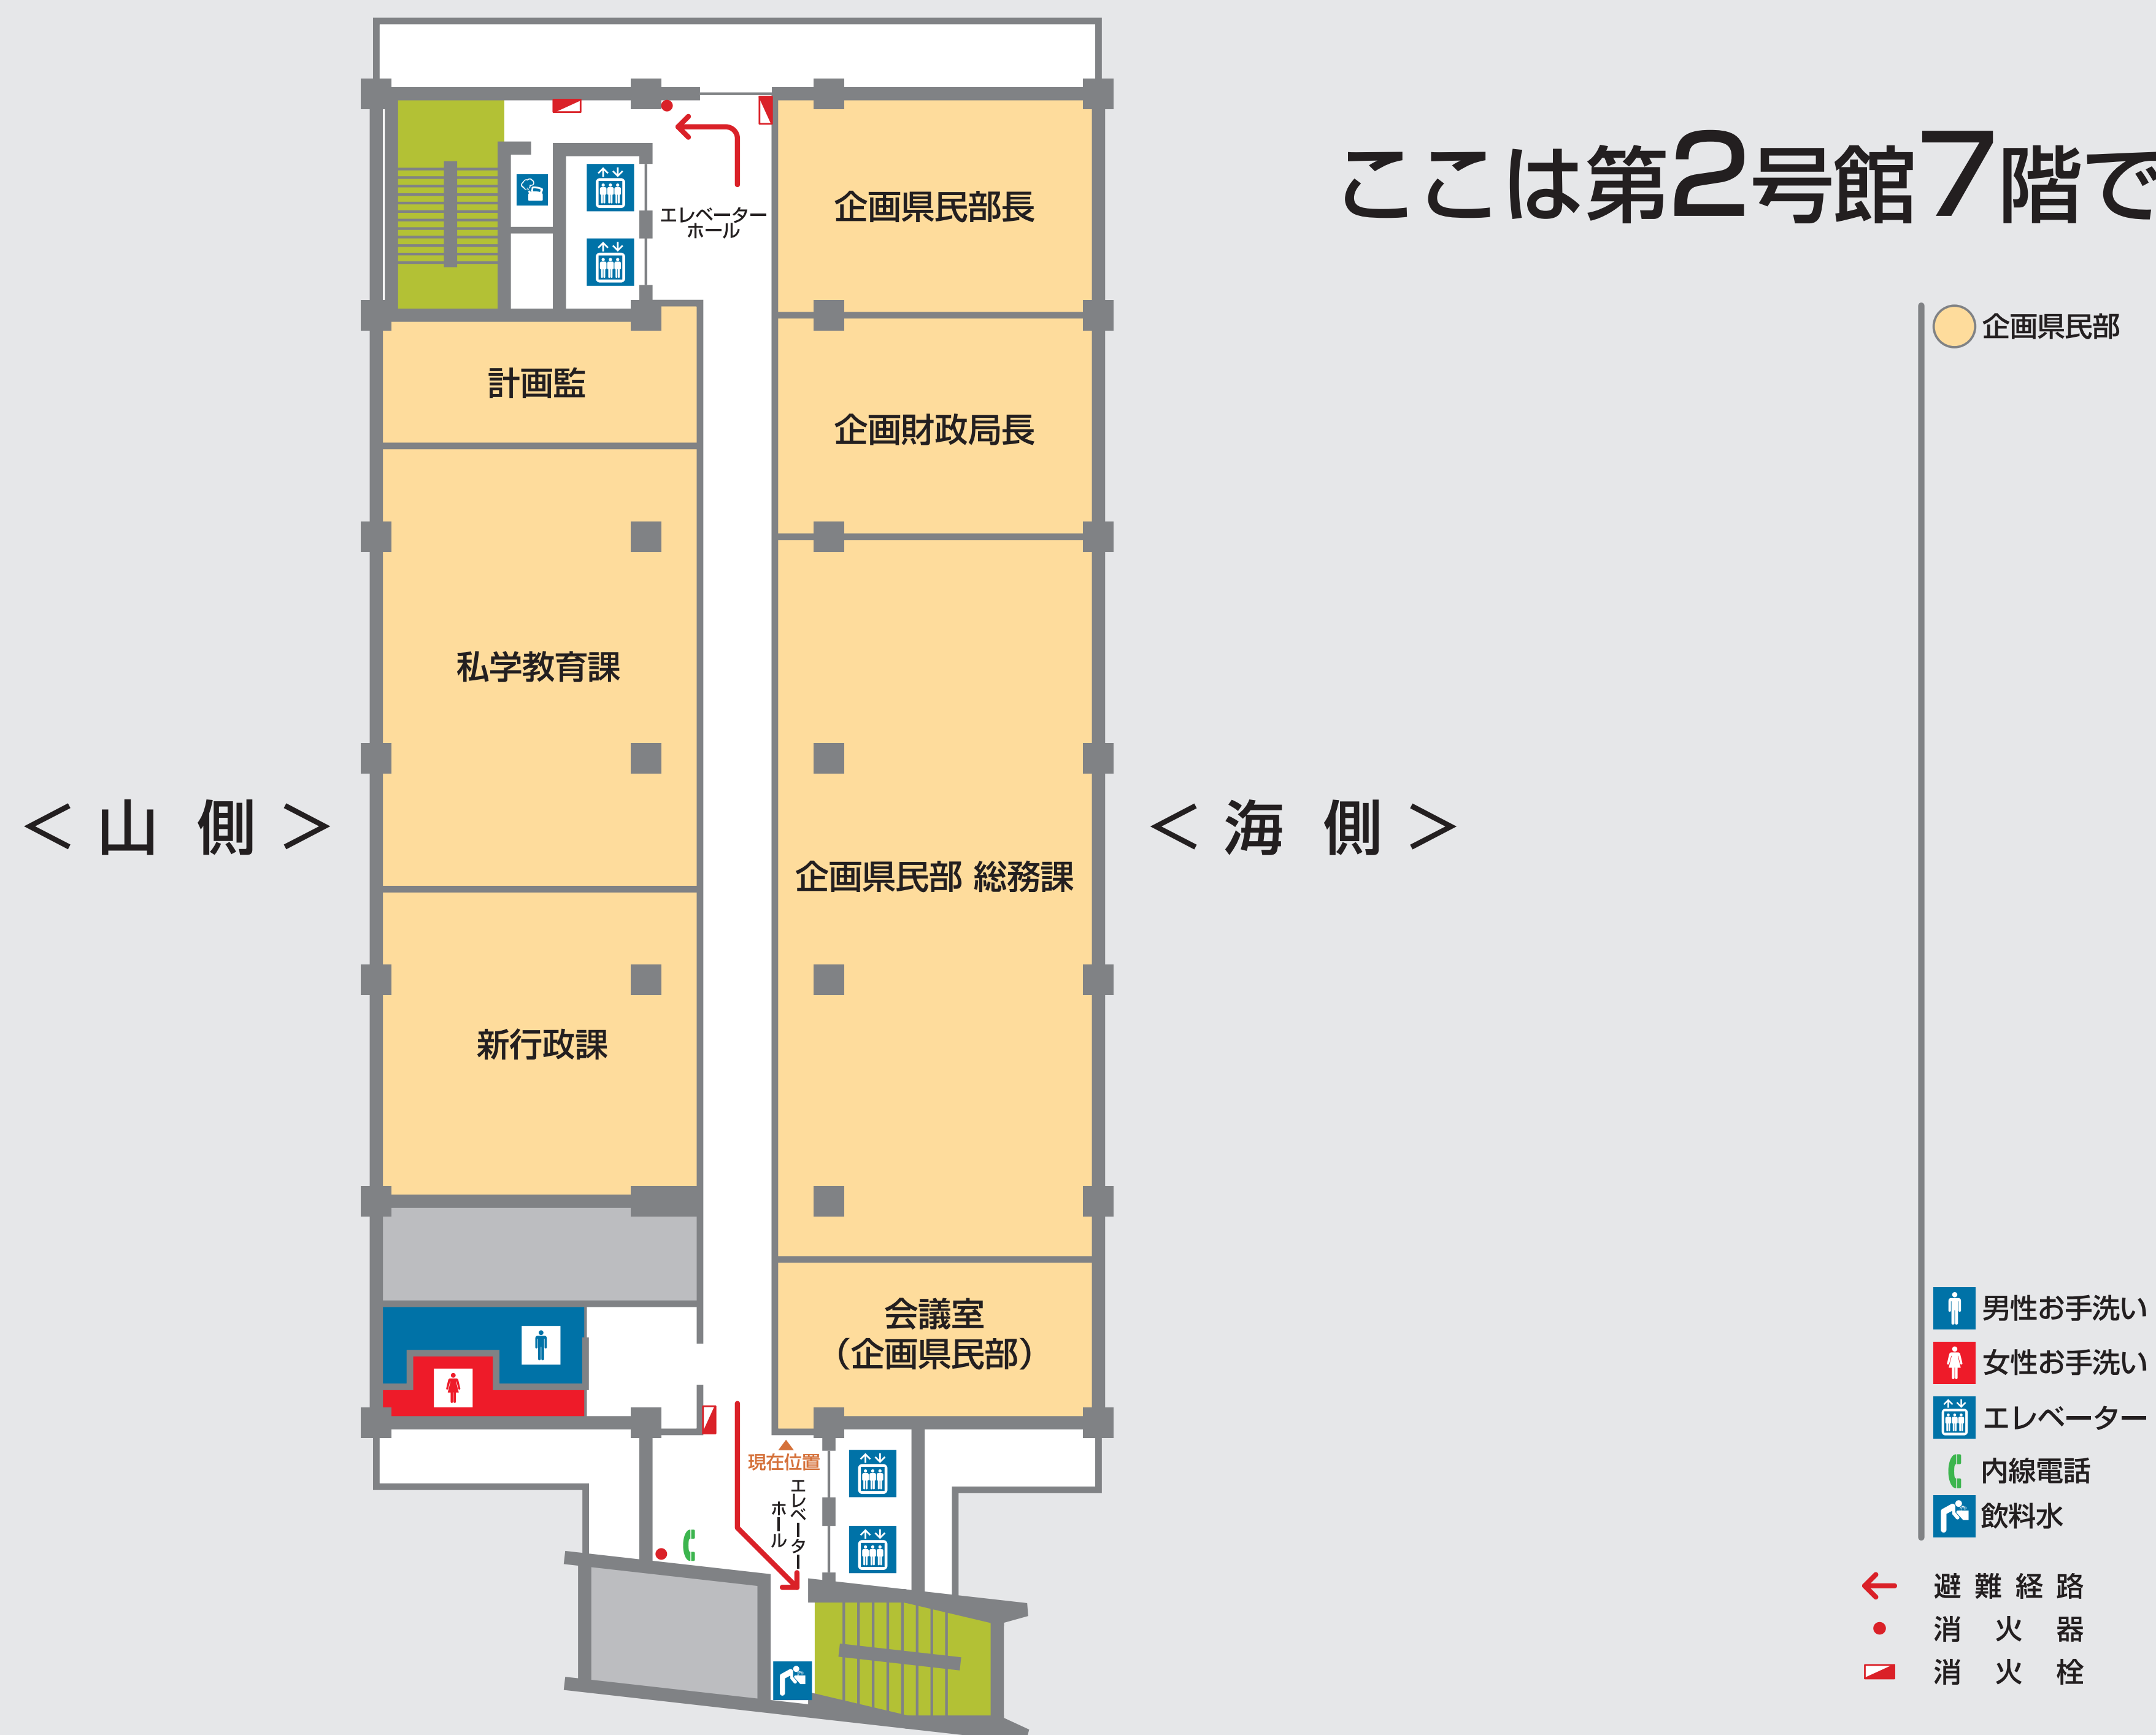 ここは第2号館7階で
企画県民部長
エレベーター
ホール
計画監
企画財政局長
私学教育課
＜ 山 側 ＞
＜ 海 側 ＞
企画県民部 総務課
新行政課
会議室
（企画県民部）
現在位置
エレベーター
ホール
企画県民部
男性お手洗い
女性お手洗い
エレベーター
内線電話
飲料水
避難経路
消火器
消火栓